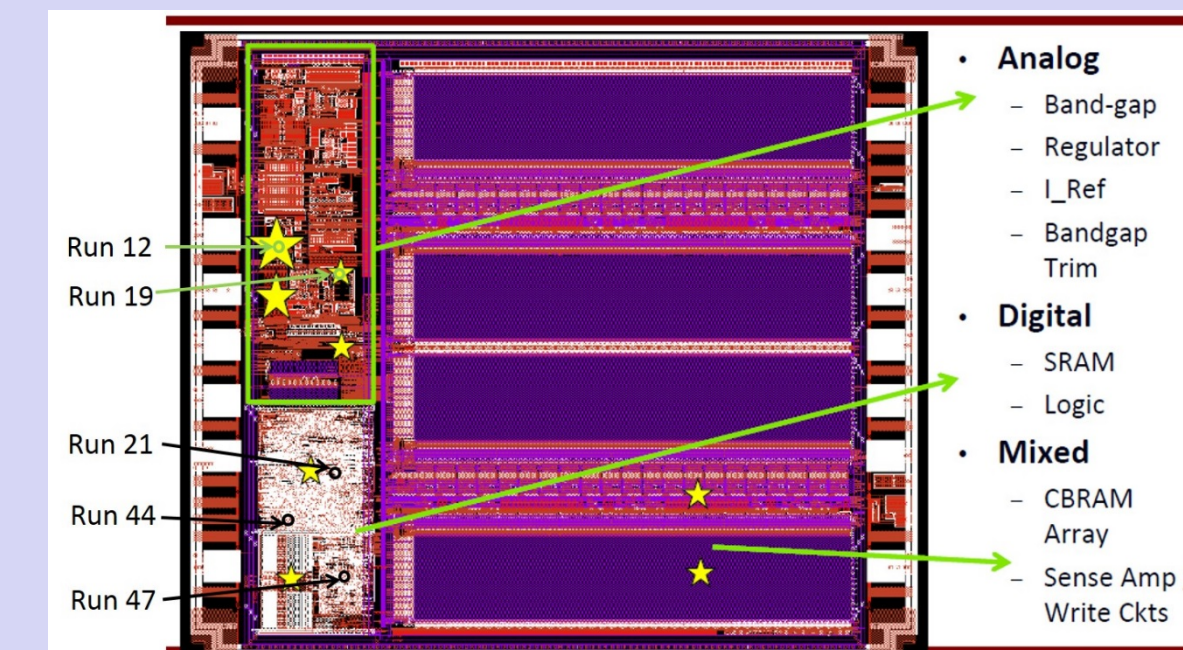 Run 12
Run 19
Run 21
Run 44
Run 47
• Analog
– Band-gap
– Regulator
– I_Ref
– Bandgap
Trim
• Digital
– SRAM
– Logic
• Mixed
– CBRAM
Array
– Sense Amp
Write Ckts